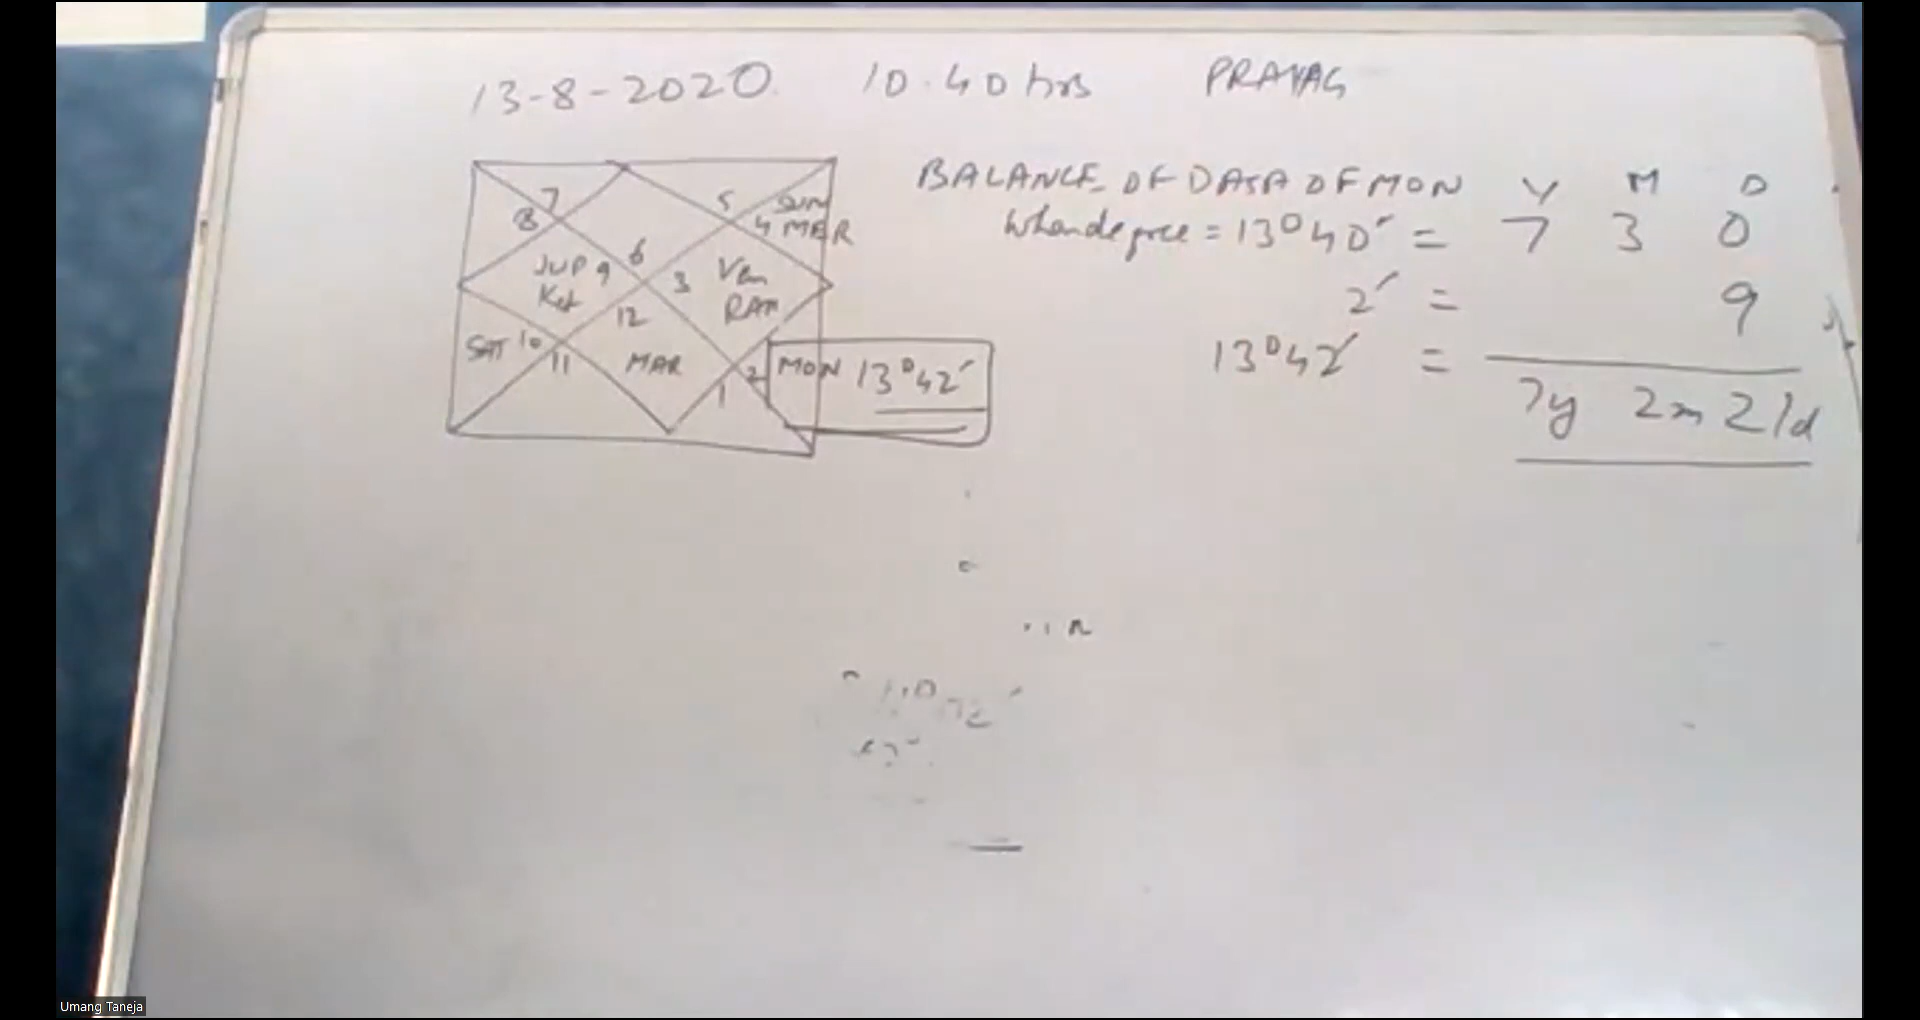 13-8-2020 10.40 hrs PRAYAG
BALANCE OF DASA OF MON Y M D
When degree = 13°40′ = 7 3 0
2′ = 9
13°42′ = 7y 2m 21d
7
8
5
4 SUN
MER
6
JUP 9
Ket
3 Ven
RAH
12
SAT 10
11
MAR
1
2
MON 13°42′
Umang Taneja